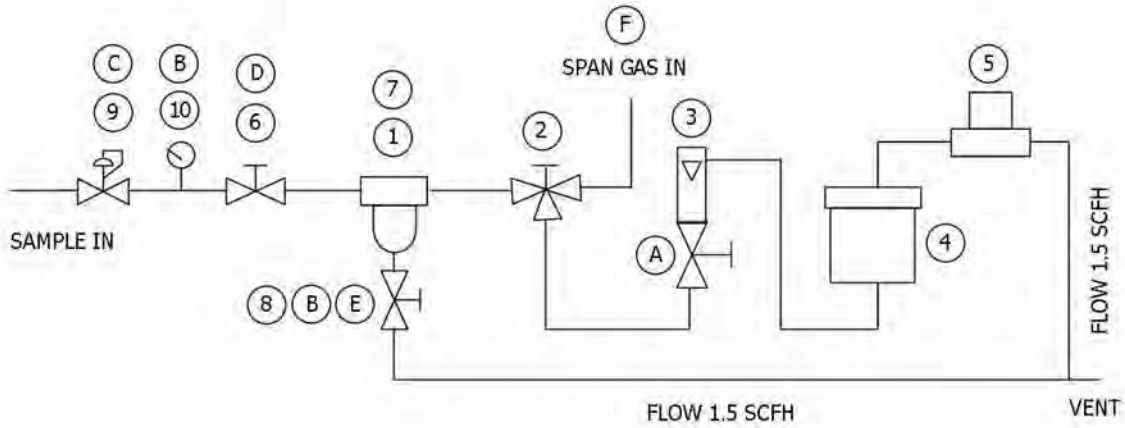 F
SPAN GAS IN
C
B
D
7
5
9
10
6
1
2
3
SAMPLE IN
A
4
8
B
E
FLOW 1.5 SCFH
FLOW 1.5 SCFH
VENT